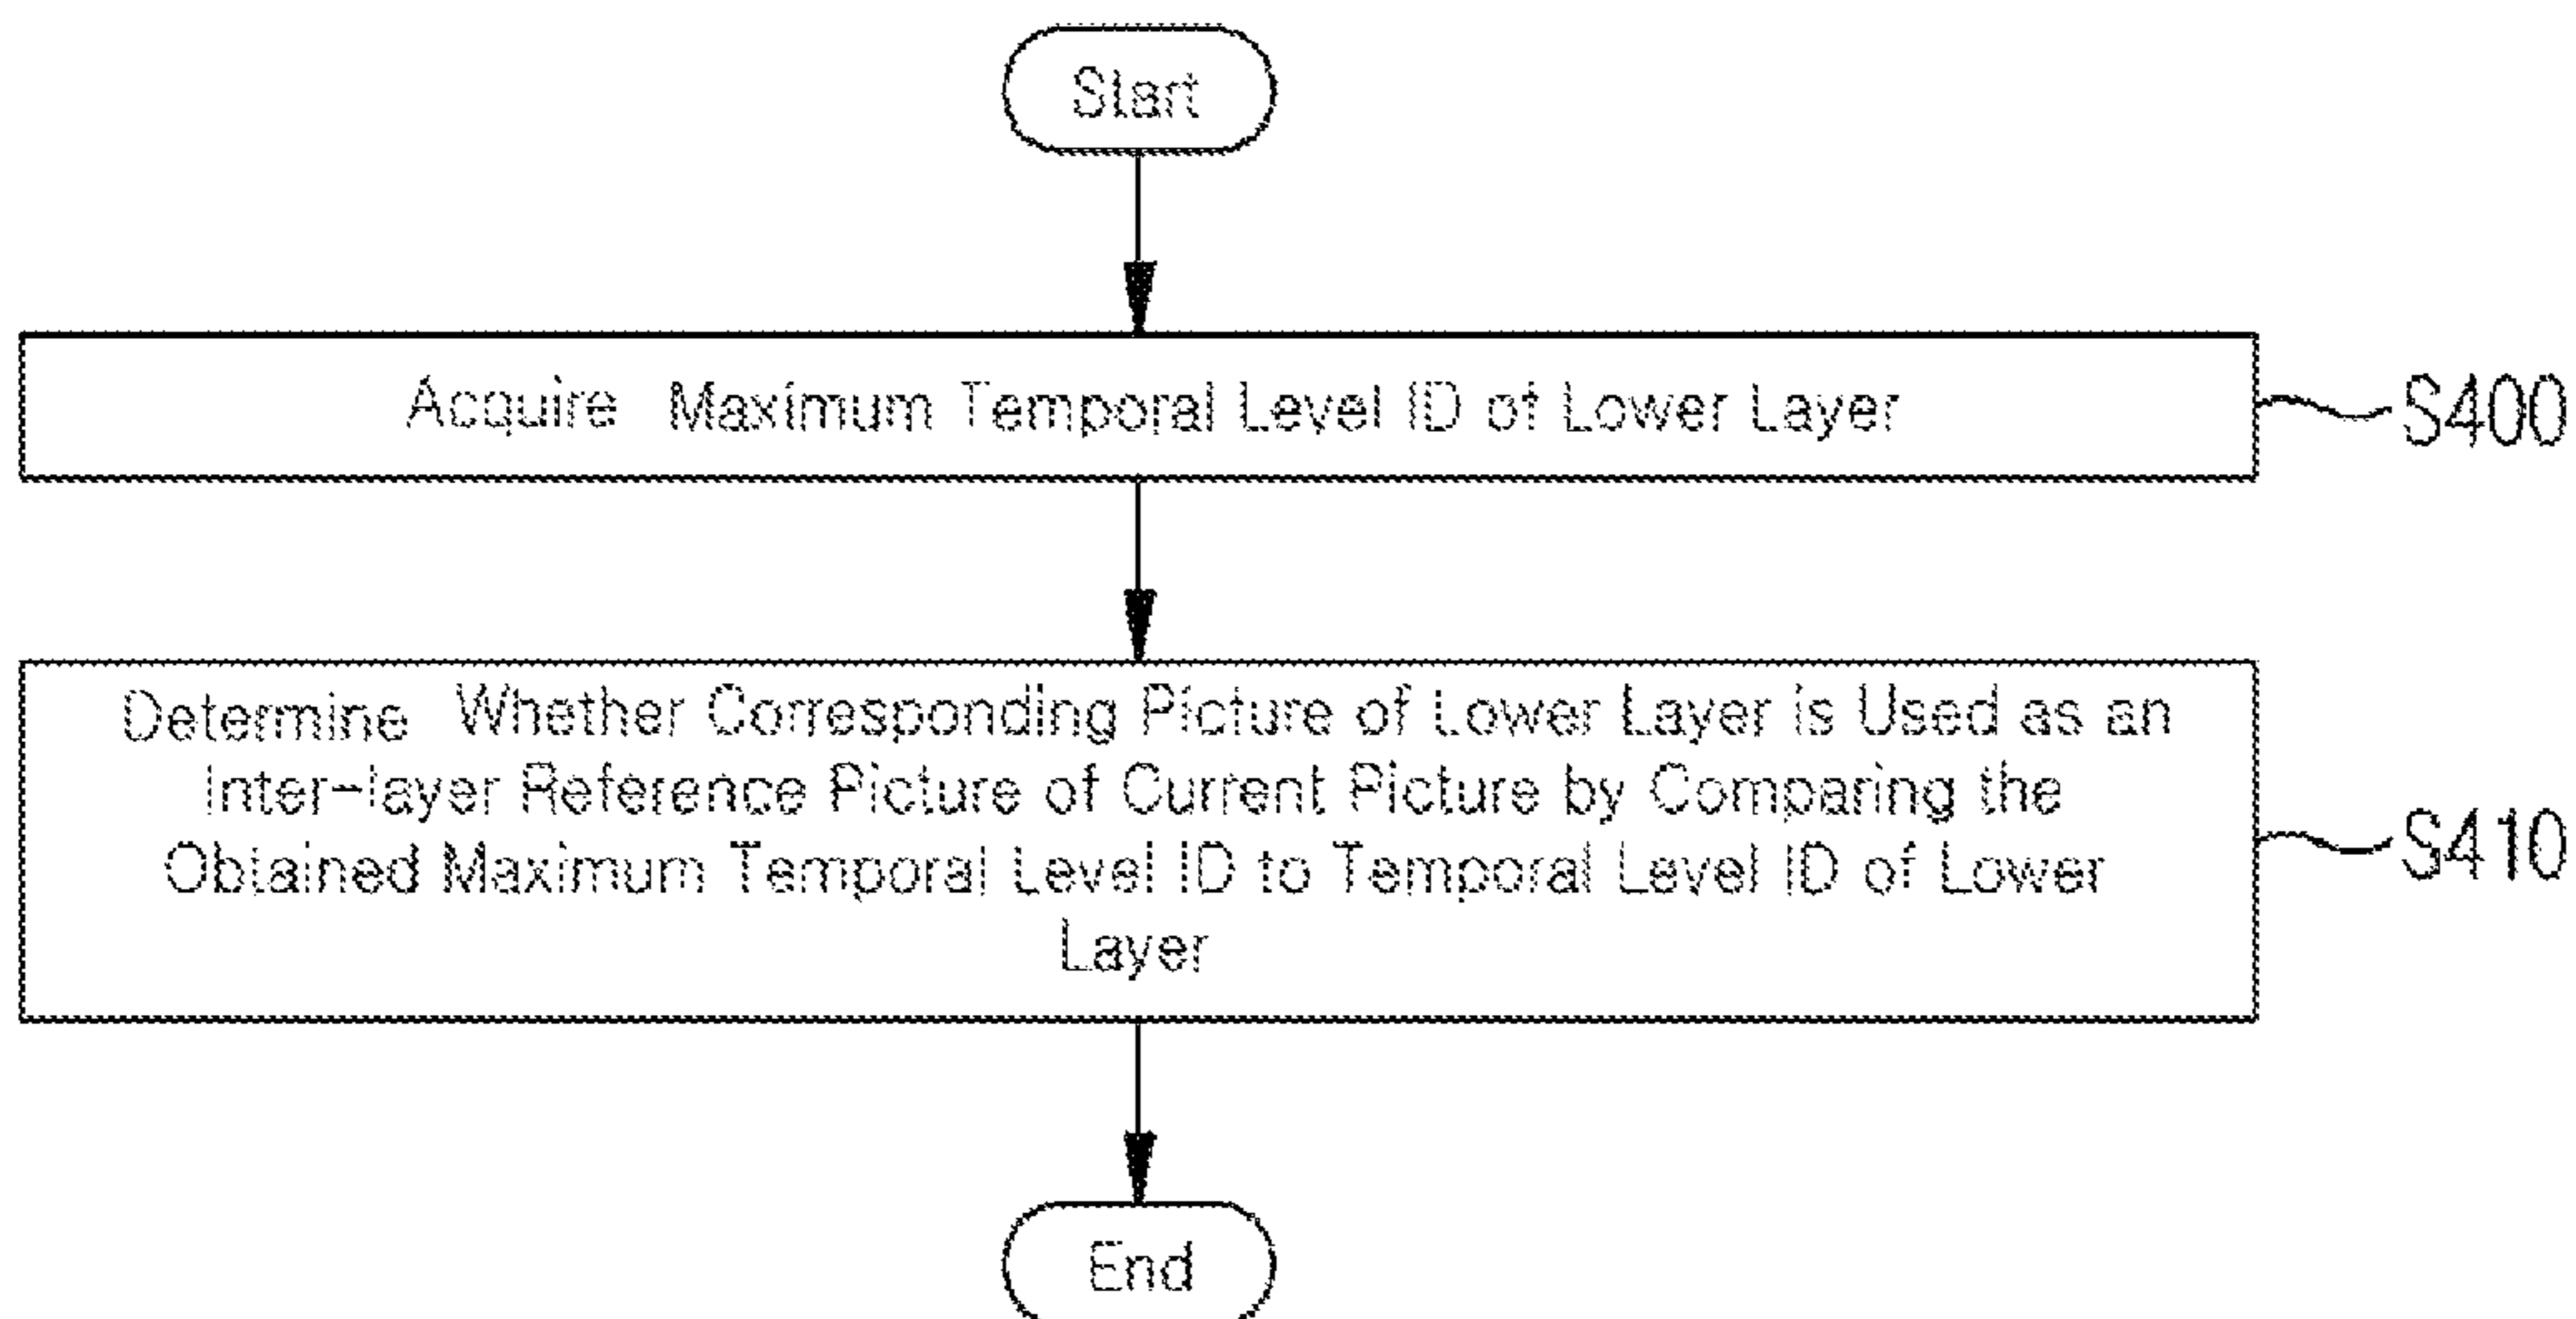 Start
Acquire Maximum Temporal Level ID of Lower Layer
S400
Determine Whether Corresponding Picture of Lower Layer is Used as an
Inter-layer Reference Picture of Current Picture by Comparing the
Obtained Maximum Temporal Level ID to Temporal Level ID of Lower
Layer
S410
End